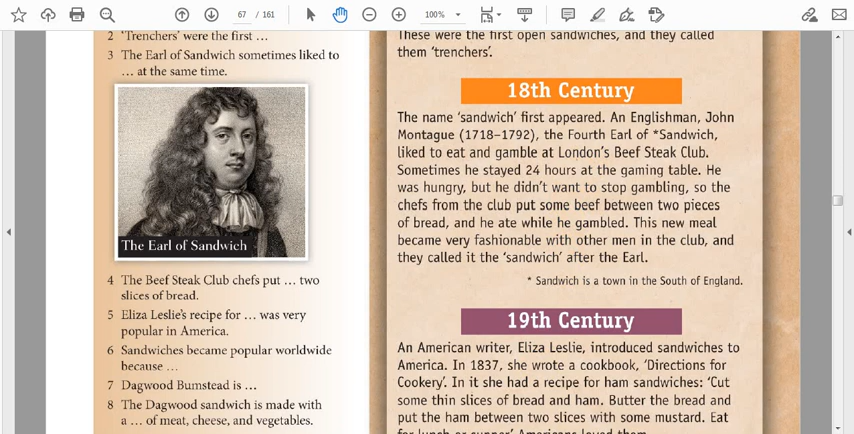 67 / 161
100%
2 ‘Trenchers’ were the first …
3 The Earl of Sandwich sometimes liked to
… at the same time.
The Earl of Sandwich
4 The Beef Steak Club chefs put … two
slices of bread.
5 Eliza Leslie’s recipe for … was very
popular in America.
6 Sandwiches became popular worldwide
because …
7 Dagwood Bumstead is …
8 The Dagwood sandwich is made with
a … of meat, cheese, and vegetables.
These were the first open sandwiches, and they called
them ‘trenchers’.
18th Century
The name ‘sandwich’ first appeared. An Englishman, John
Montague (1718–1792), the Fourth Earl of *Sandwich,
liked to eat and gamble at London’s Beef Steak Club.
Sometimes he stayed 24 hours at the gaming table. He
was hungry, but he didn’t want to stop gambling, so the
chefs from the club put some beef between two pieces
of bread, and he ate while he gambled. This new meal
became very fashionable with other men in the club, and
they called it the ‘sandwich’ after the Earl.
* Sandwich is a town in the South of England.
19th Century
An American writer, Eliza Leslie, introduced sandwiches to
America. In 1837, she wrote a cookbook, ‘Directions for
Cookery’. In it she had a recipe for ham sandwiches: ‘Cut
some thin slices of bread and ham. Butter the bread and
put the ham between two slices with some mustard. Eat
for lunch or supper’. Americans loved them.